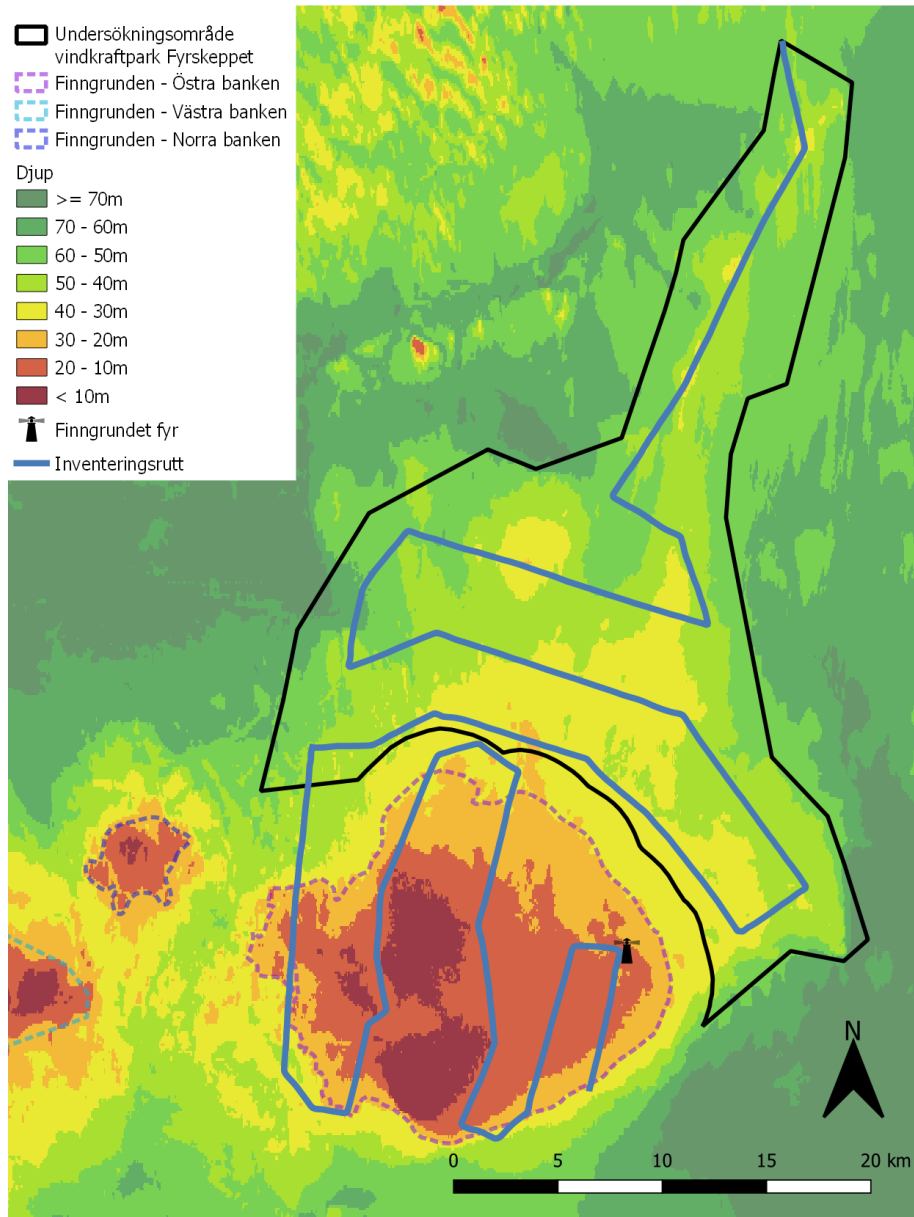 Undersökningsområde
vindkraftpark Fyrskeppet
Finngrunden - Östra banken
Finngrunden - Västra banken
Finngrunden - Norra banken
Djup
>= 70m
70 - 60m
60 - 50m
50 - 40m
40 - 30m
30 - 20m
20 - 10m
< 10m
Finngrundet fyr
Inventeringsrutt
N
0 5 10 15 20 km